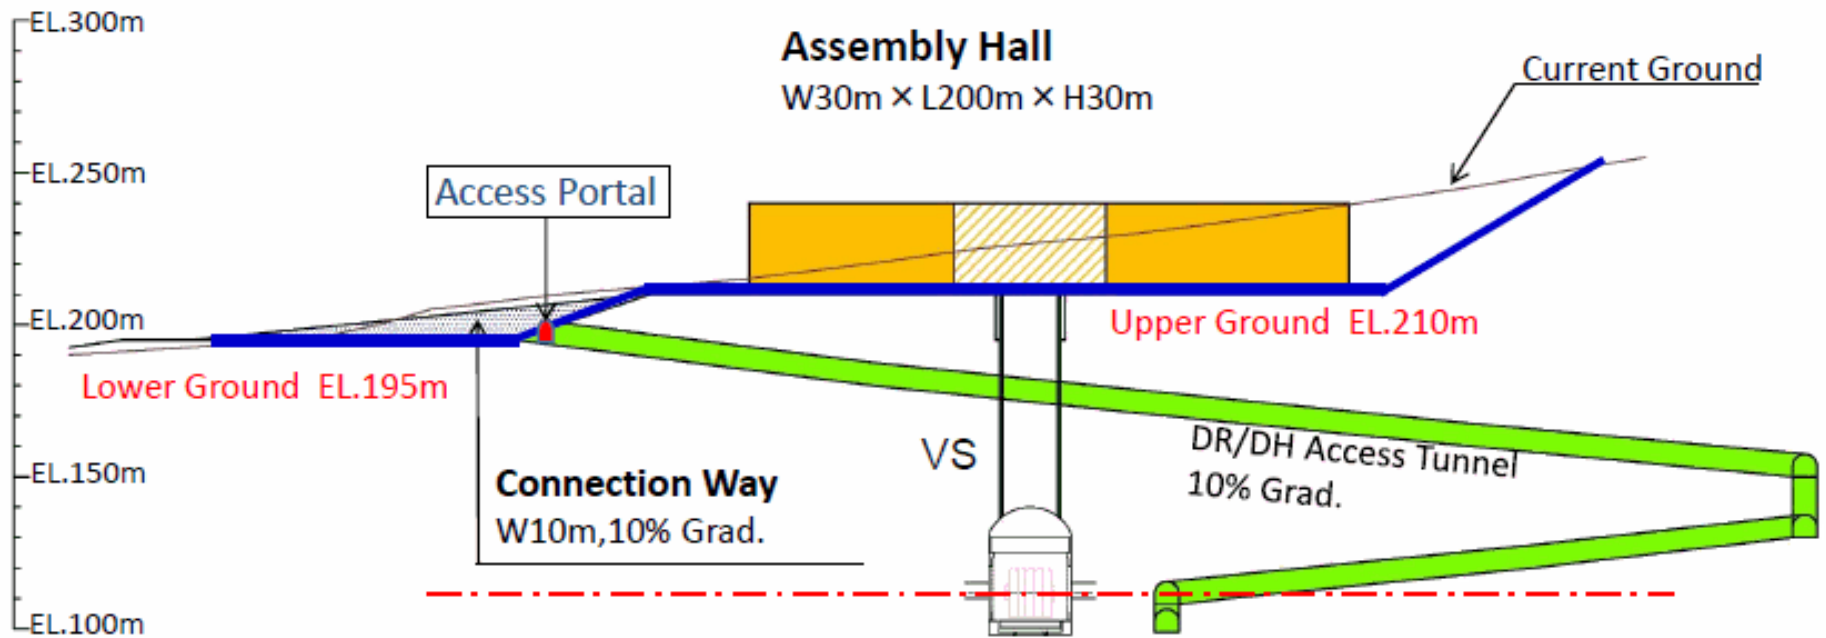 EL.300m
Assembly Hall
W30m × L200m × H30m
Current Ground
EL.250m
Access Portal
EL.200m
Upper Ground EL.210m
Lower Ground EL.195m
VS
DR/DH Access Tunnel
10% Grad.
EL.150m
Connection Way
W10m,10% Grad.
EL.100m